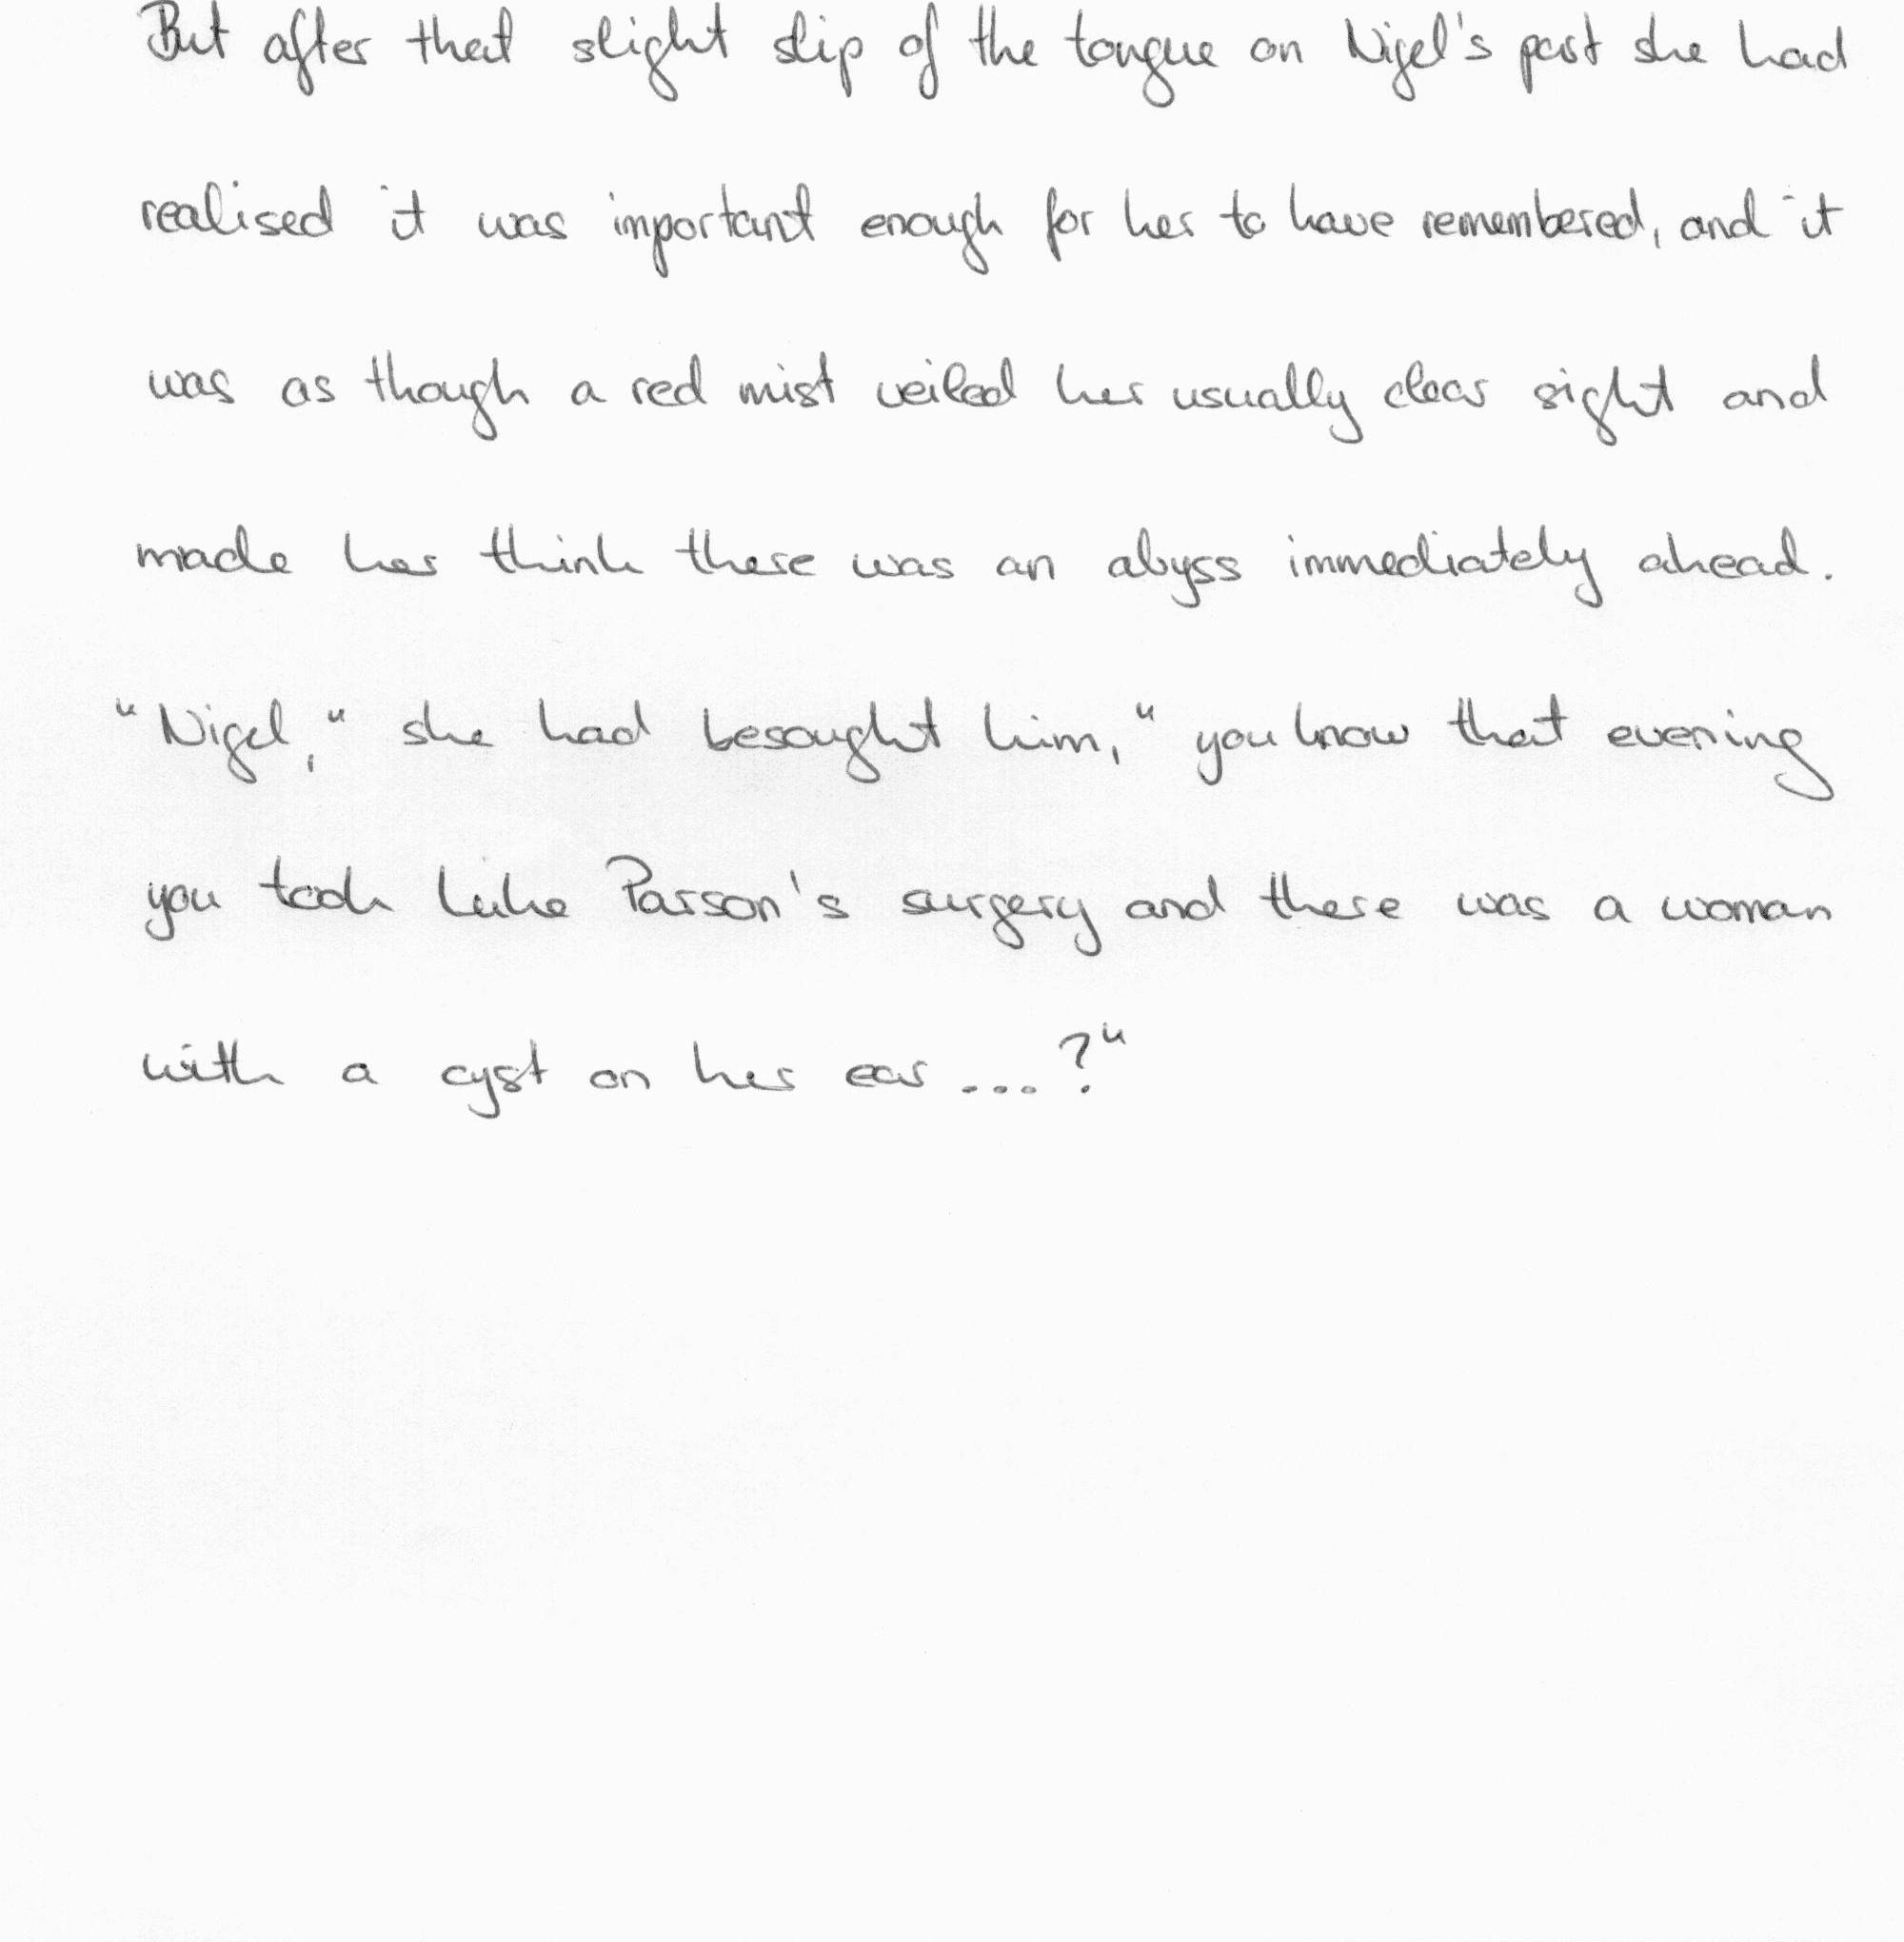 But after that slight slip of the tongue on Nigel's part she had
realised it was important enough for her to have remembered, and it
was as though a red mist veiled her usually clear sight and
made her think there was an abyss immediately ahead.
"Nigel," she had besought him, "you know that evening
you took Luke Parson's surgery and there was a woman
with a cyst on her ear...?"